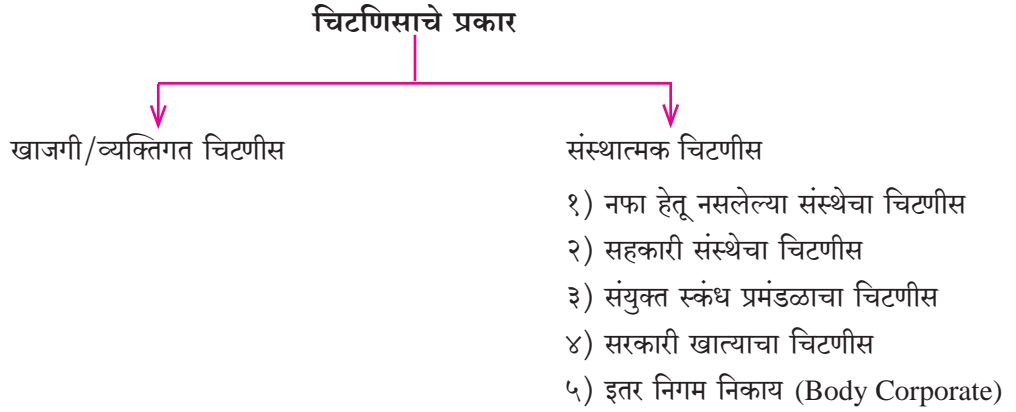 चिटणिसाचे प्रकार
खाजगी/व्यक्तिगत चिटणीस
संस्थात्मक चिटणीस
१) नफा हेतू नसलेल्या संस्थेचा चिटणीस
२) सहकारी संस्थेचा चिटणीस
३) संयुक्त स्कंध प्रमंडळाचा चिटणीस
४) सरकारी खात्याचा चिटणीस
५) इतर निगम निकाय (Body Corporate)